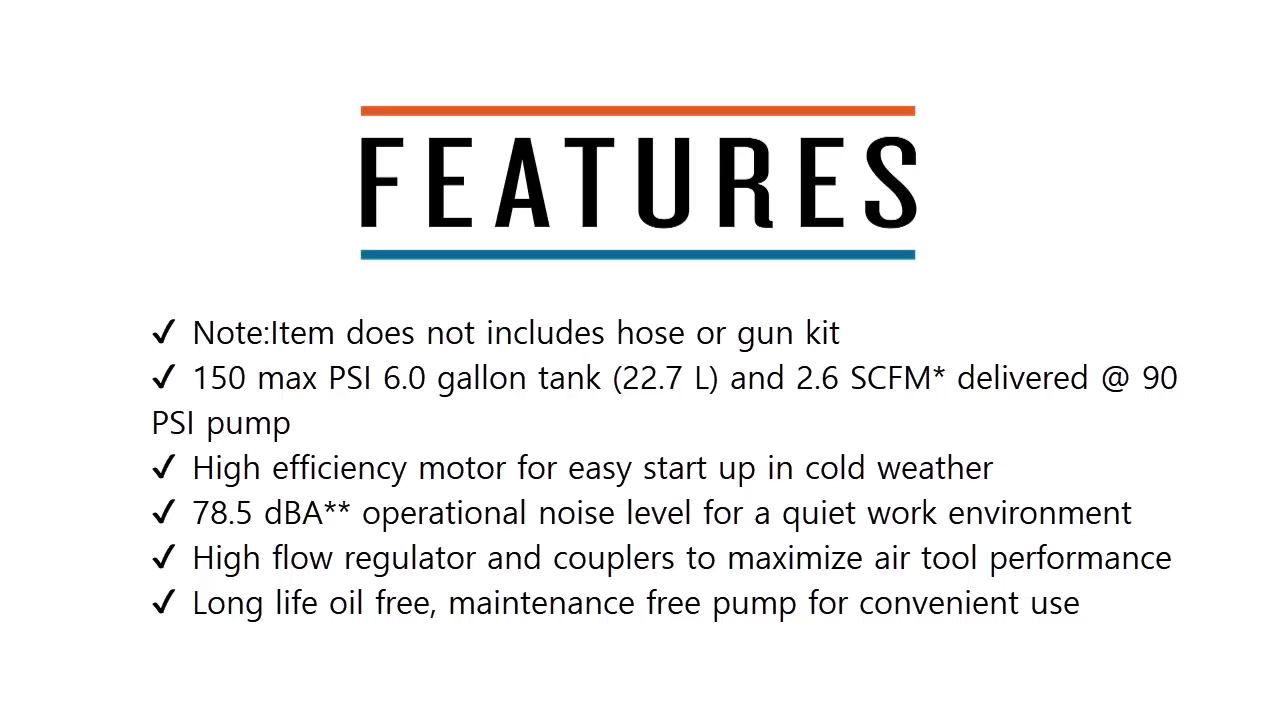 FEATURES
✓ Note:Item does not includes hose or gun kit
✓ 150 max PSI 6.0 gallon tank (22.7 L) and 2.6 SCFM* delivered @ 90
PSI pump
✓ High efficiency motor for easy start up in cold weather
✓ 78.5 dBA** operational noise level for a quiet work environment
✓ High flow regulator and couplers to maximize air tool performance
✓ Long life oil free, maintenance free pump for convenient use